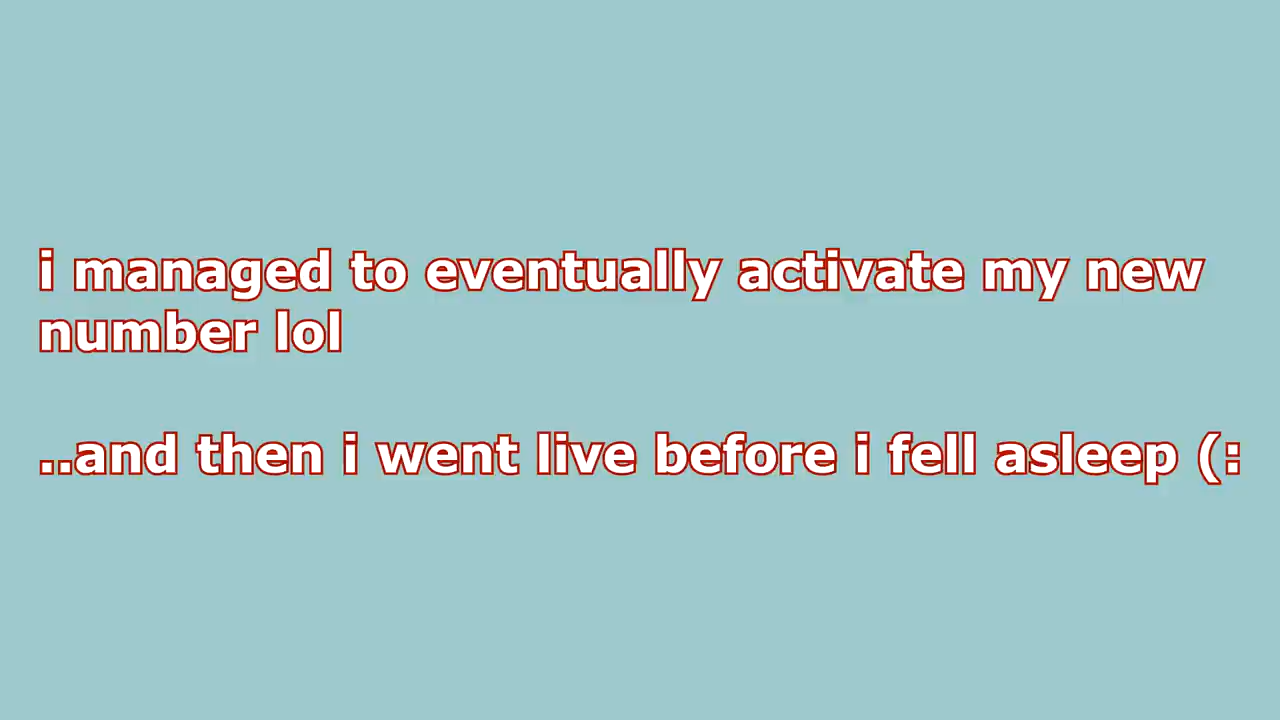 i managed to eventually activate my new
number lol
..and then i went live before i fell asleep (: